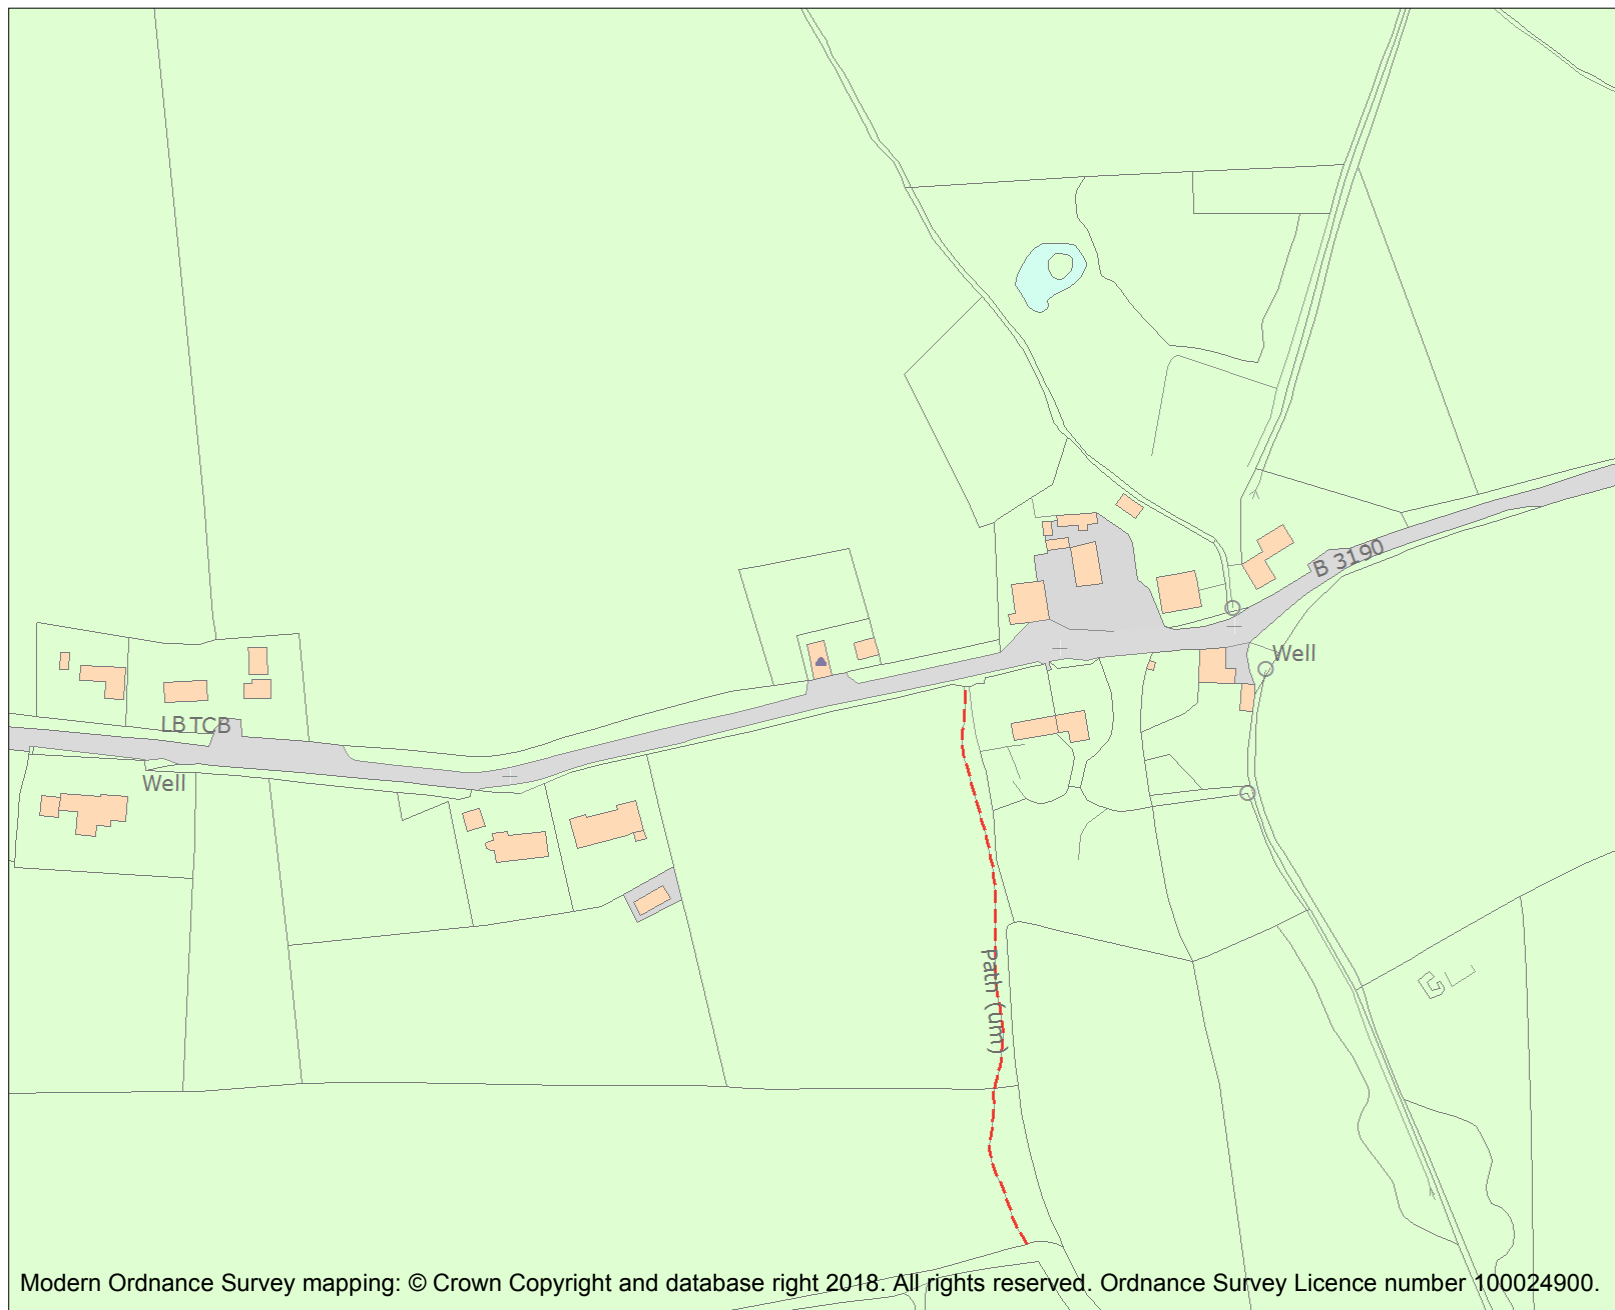 B 3190
Well
LB TCB
Well
Path (um)
Modern Ordnance Survey mapping: © Crown Copyright and database right 2018. All rights reserved. Ordnance Survey Licence number 100024900.